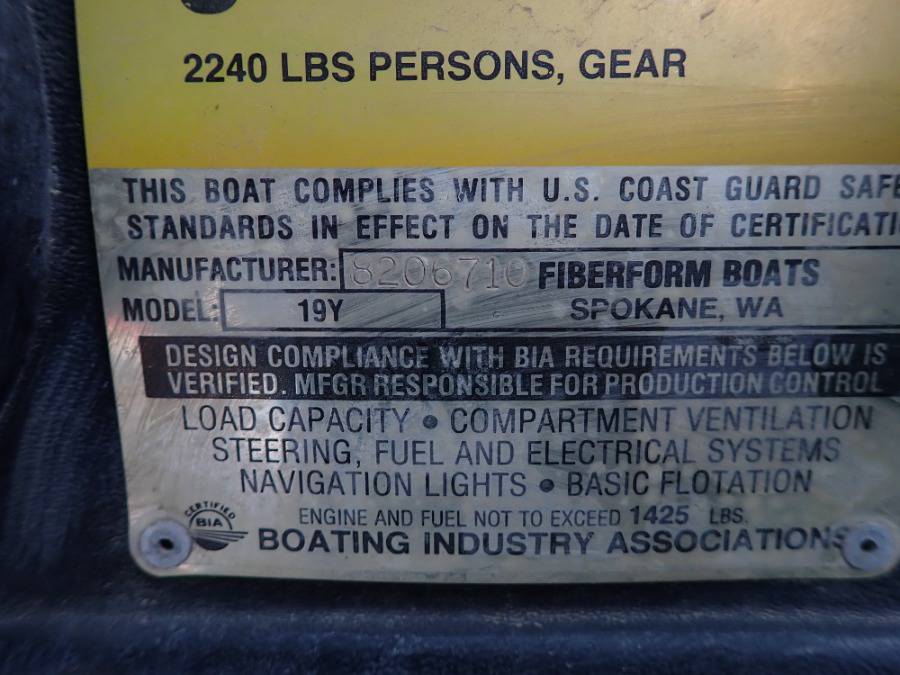 2240 LBS PERSONS, GEAR
THIS BOAT COMPLIES WITH U.S. COAST GUARD SAFE
STANDARDS IN EFFECT ON THE DATE OF CERTIFICATI
MANUFACTURER: 8206710 FIBERFORM BOATS
MODEL: 19Y SPOKANE, WA
DESIGN COMPLIANCE WITH BIA REQUIREMENTS BELOW IS
VERIFIED. MFGR RESPONSIBLE FOR PRODUCTION CONTROL
LOAD CAPACITY • COMPARTMENT VENTILATION
STEERING, FUEL AND ELECTRICAL SYSTEMS
NAVIGATION LIGHTS • BASIC FLOTATION
CERTIFIED
BIA
ENGINE AND FUEL NOT TO EXCEED 1425 LBS.
BOATING INDUSTRY ASSOCIATIONS